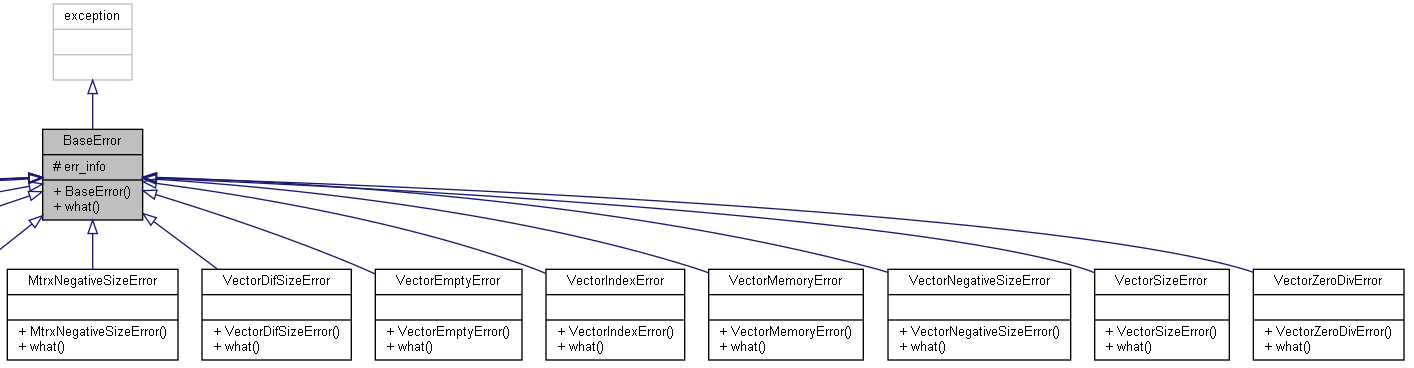 exception
BaseError
# err_info
+ BaseError()
+ what()
MtrxNegativeSizeError
+ MtrxNegativeSizeError()
+ what()
VectorDifSizeError
+ VectorDifSizeError()
+ what()
VectorEmptyError
+ VectorEmptyError()
+ what()
VectorIndexError
+ VectorIndexError()
+ what()
VectorMemoryError
+ VectorMemoryError()
+ what()
VectorNegativeSizeError
+ VectorNegativeSizeError()
+ what()
VectorSizeError
+ VectorSizeError()
+ what()
VectorZeroDivError
+ VectorZeroDivError()
+ what()